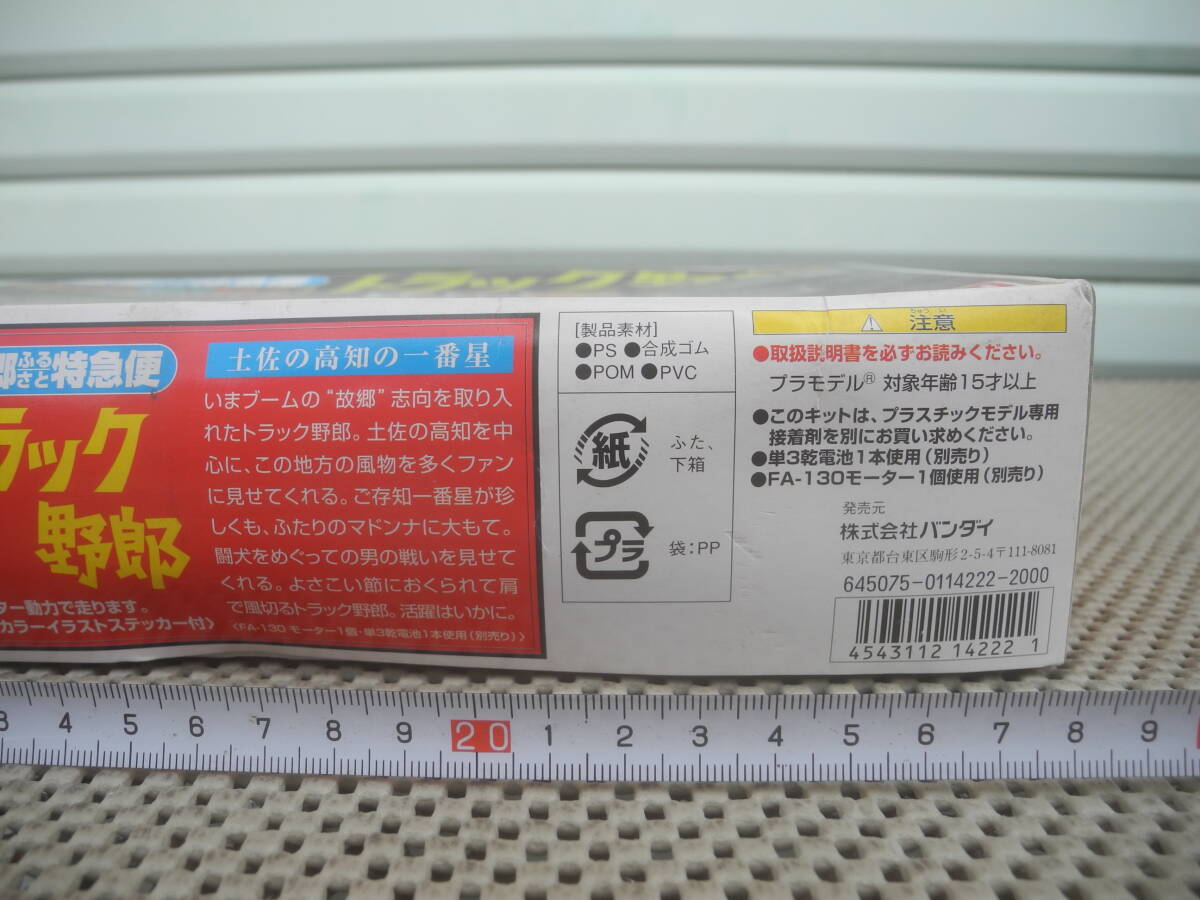 トラック野郎
郷ふるさと特急便
ラック
野郎
ター動力で走ります。
カラーイラストステッカー付〉
土佐の高知の一番星
いまブームの“故郷”志向を取り入
れたトラック野郎。土佐の高知を中
心に、この地方の風物を多くファン
に見せてくれる。ご存知一番星が珍
しくも、ふたりのマドンナに大もて。
闘犬をめぐっての男の戦いを見せて
くれる。よさこい節におくられて肩
で風切るトラック野郎。活躍はいかに。
〈FA-130 モーター1個・単3乾電池1本使用(別売り)〉
[製品素材]
●PS ●合成ゴム
●POM ●PVC
紙
ふた、
下箱
プラ
袋:PP
⚠ 注意
ちゅうい
●取扱説明書を必ずお読みください。
プラモデル® 対象年齢15才以上
●このキットは、プラスチックモデル専用
接着剤を別にお買い求めください。
●単3乾電池1本使用(別売り)
●FA-130モーター1個使用(別売り)
発売元
株式会社バンダイ
東京都台東区駒形2-5-4〒111-8081
645075-0114222-2000
4543112 14222 1
3 4 5 6 7 8 9 20 1 2 3 4 5 6 7 8 9